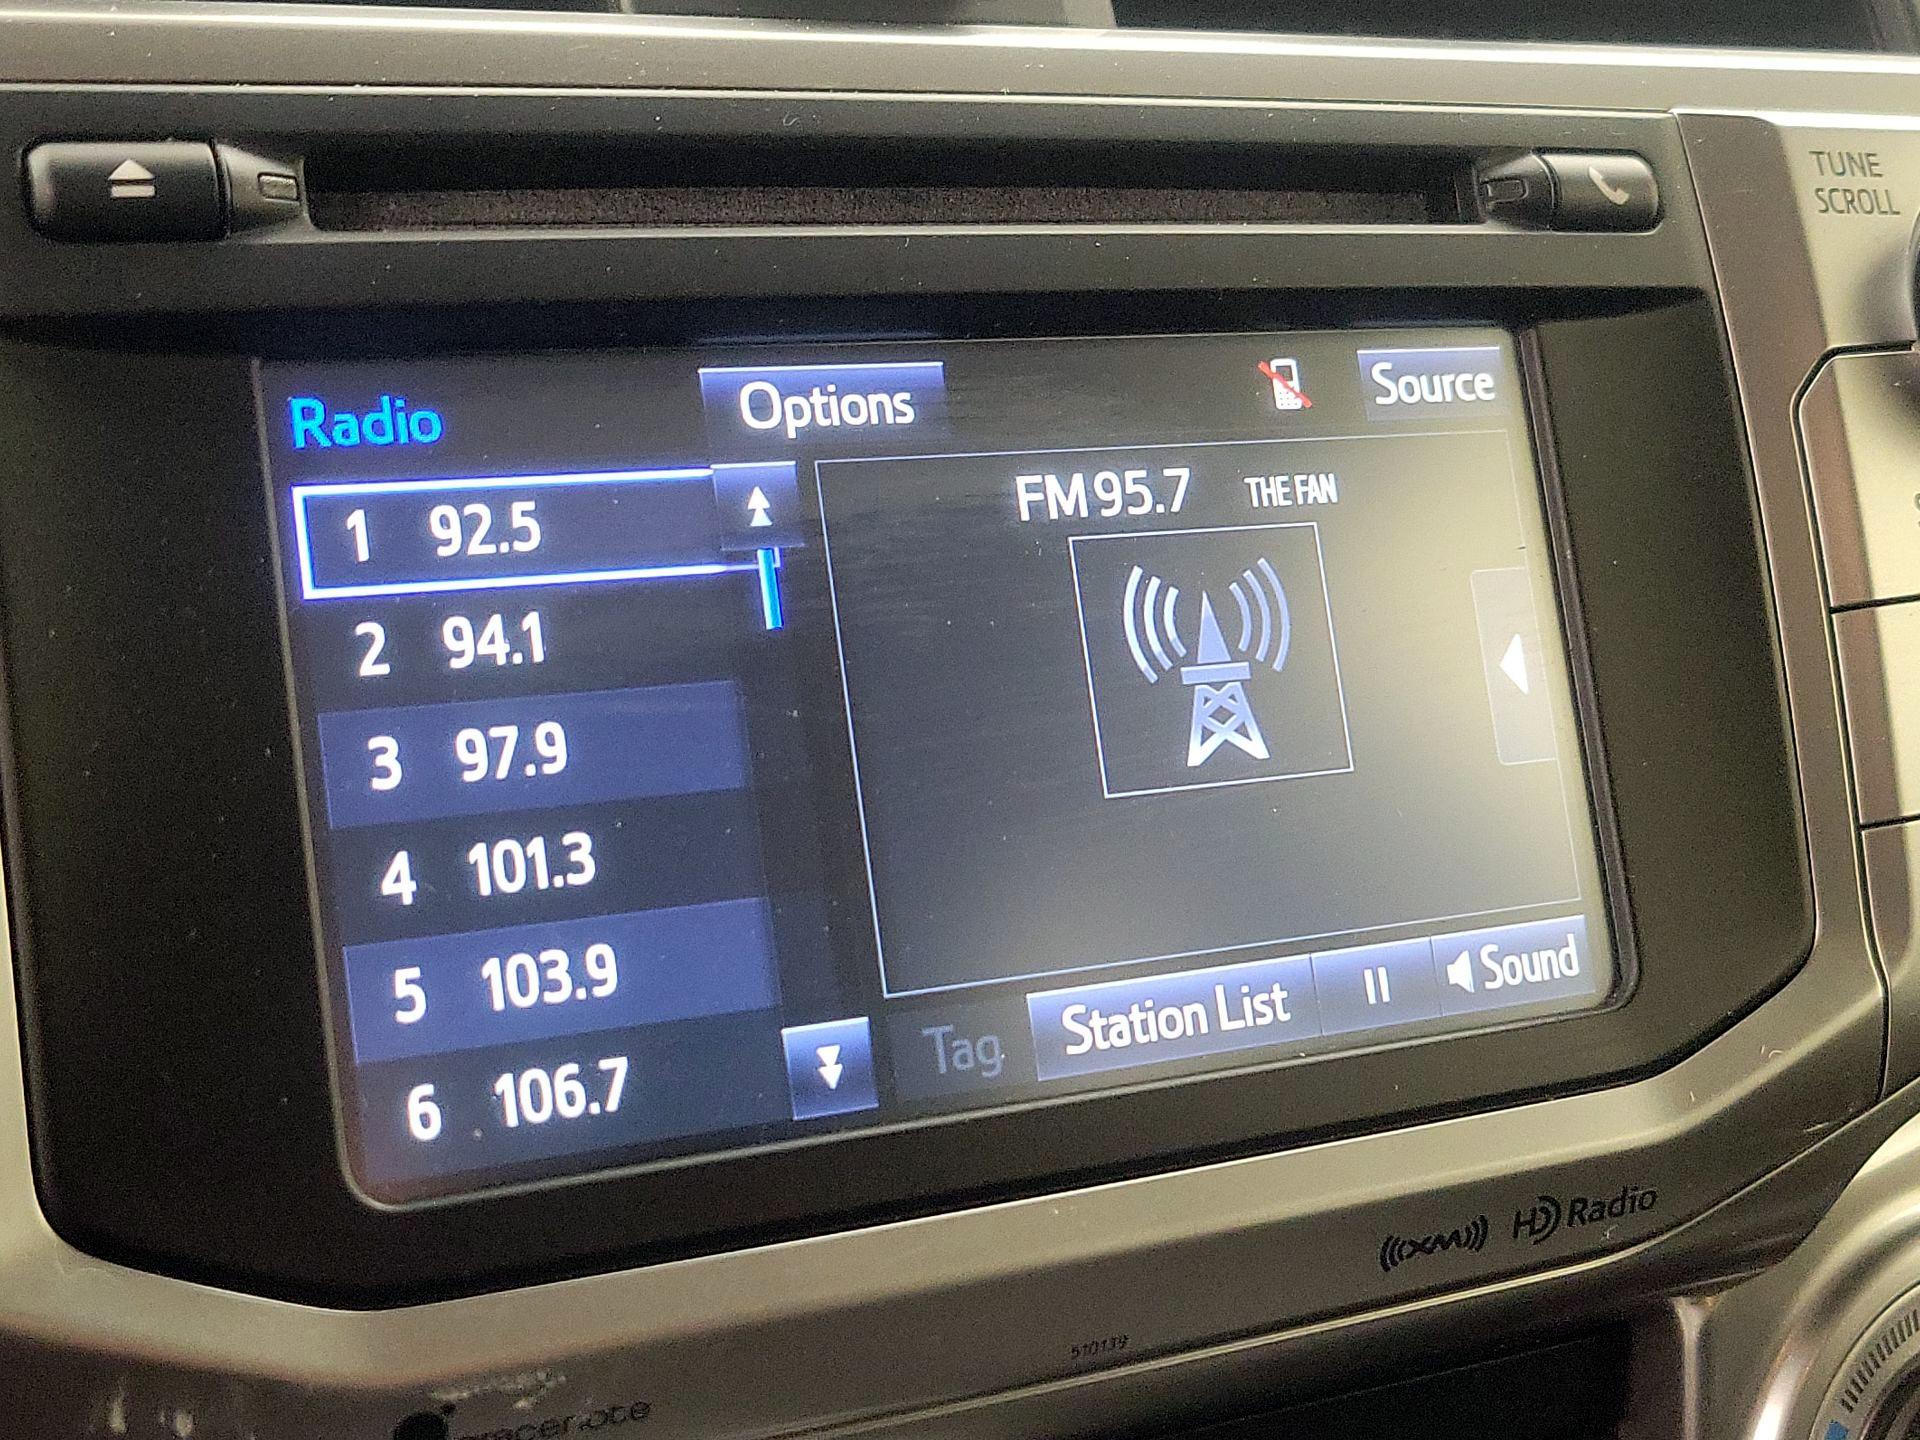 TUNE
SCROLL
Radio
Options
Source
1 92.5
2 94.1
3 97.9
4 101.3
5 103.9
6 106.7
FM 95.7 THE FAN
Tag
Station List
Sound
((XM)) HD Radio
510139